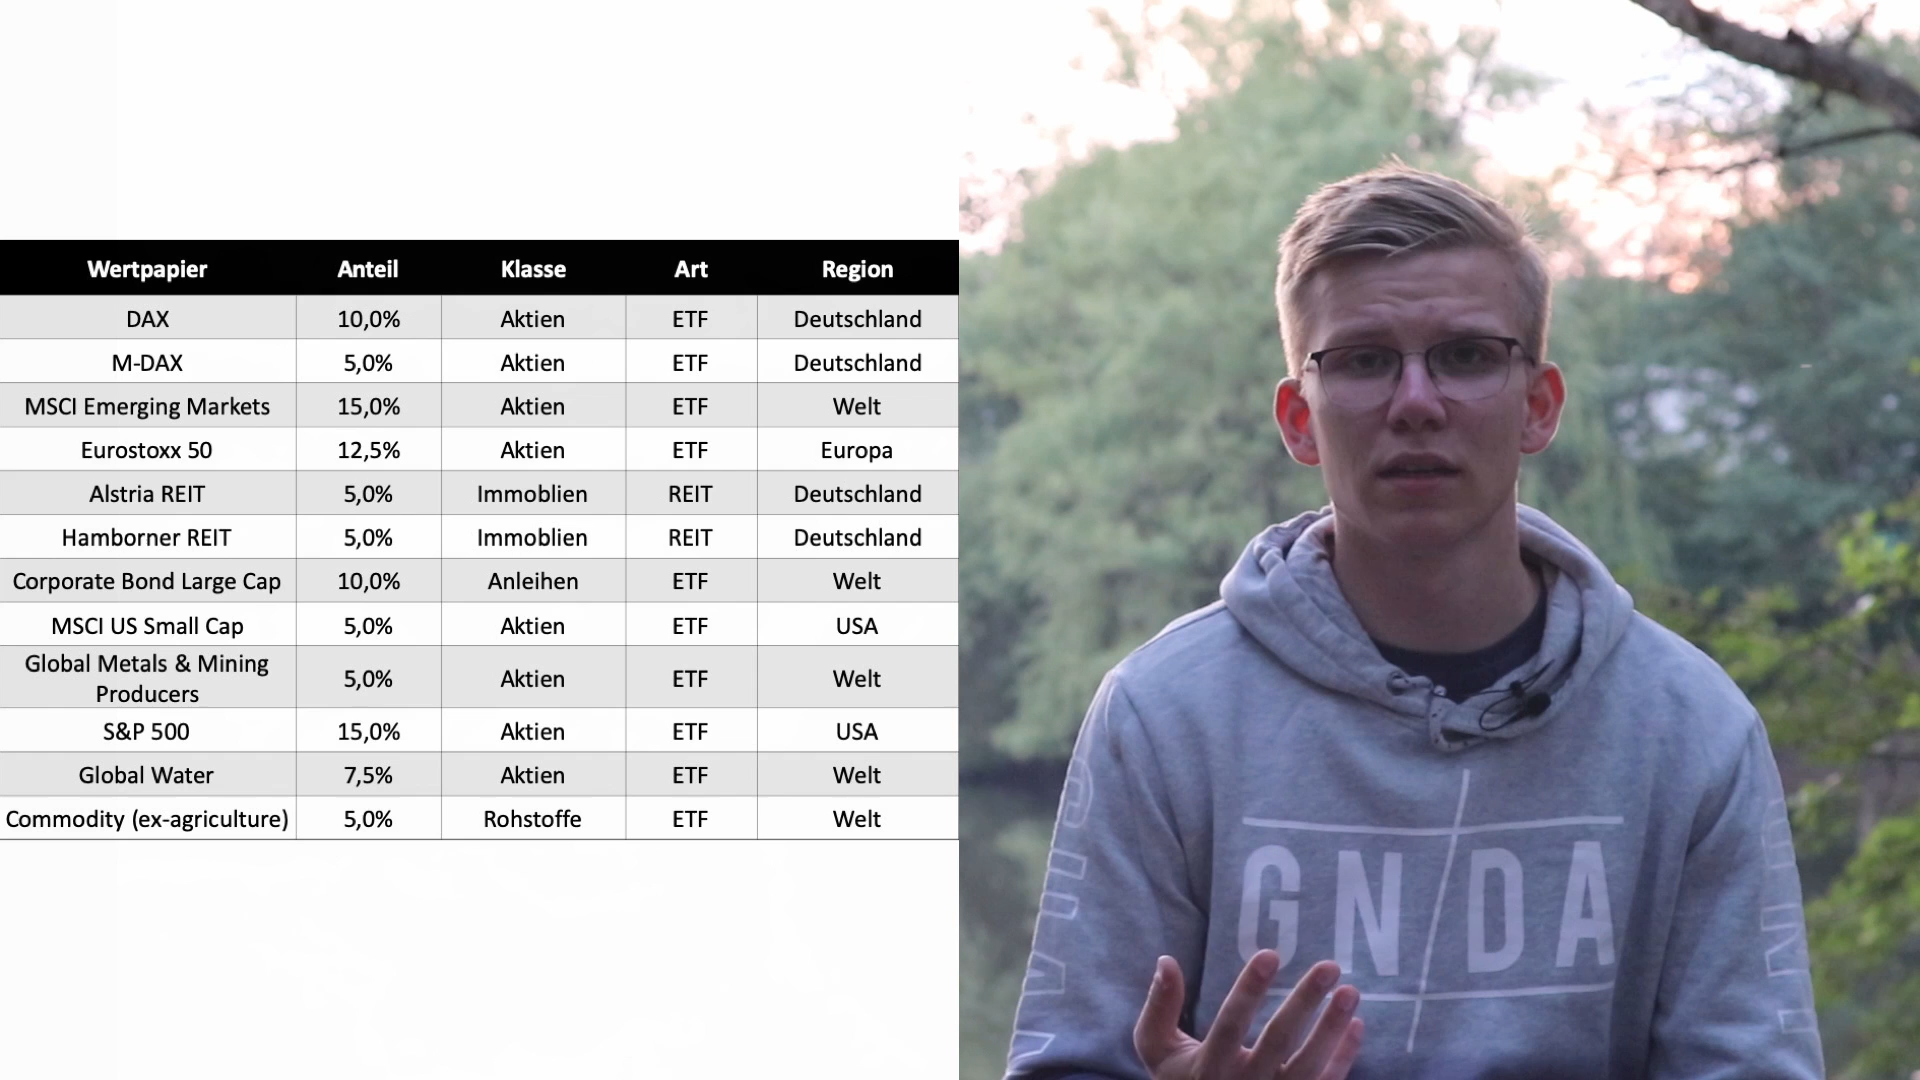 Wertpapier Anteil Klasse Art Region
DAX 10,0% Aktien ETF Deutschland
M-DAX 5,0% Aktien ETF Deutschland
MSCI Emerging Markets 15,0% Aktien ETF Welt
Eurostoxx 50 12,5% Aktien ETF Europa
Alstria REIT 5,0% Immoblien REIT Deutschland
Hamborner REIT 5,0% Immoblien REIT Deutschland
Corporate Bond Large Cap 10,0% Anleihen ETF Welt
MSCI US Small Cap 5,0% Aktien ETF USA
Global Metals & Mining
Producers 5,0% Aktien ETF Welt
S&P 500 15,0% Aktien ETF USA
Global Water 7,5% Aktien ETF Welt
Commodity (ex-agriculture) 5,0% Rohstoffe ETF Welt
GN/DA